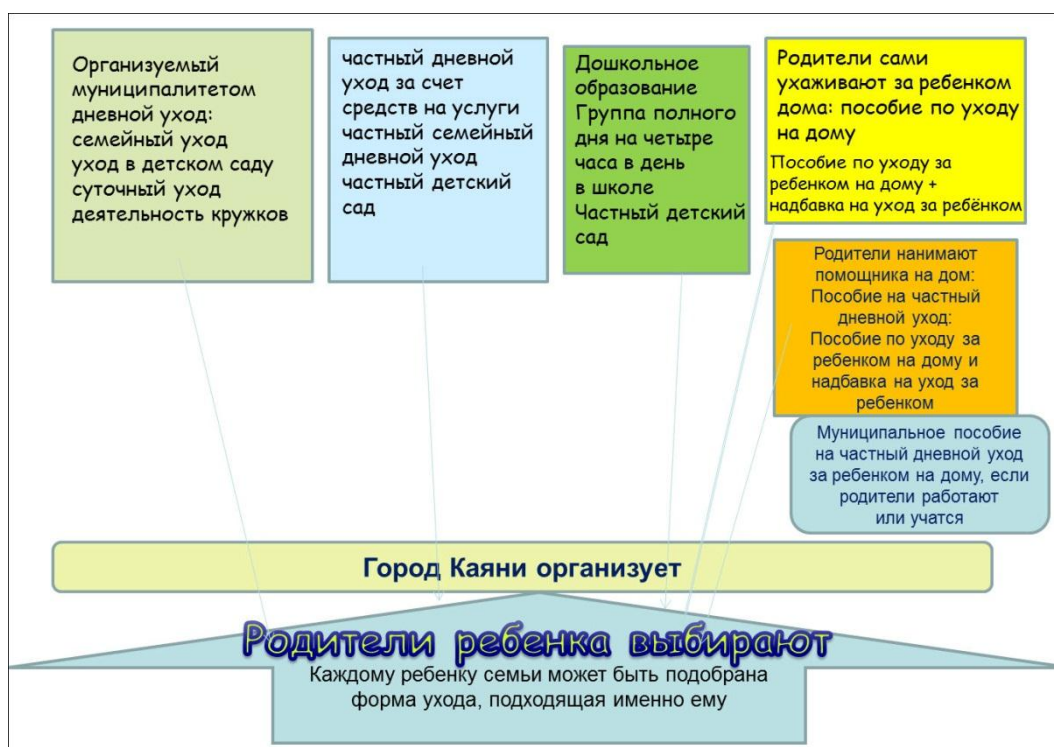 Организуемый
муниципалитетом
дневной уход:
семейный уход
уход в детском саду
суточный уход
деятельность кружков
частный дневной
уход за счет
средств на услуги
частный семейный
дневной уход
частный детский
сад
Дошкольное
образование
Группа полного
дня на четыре
часа в день
в школе
Частный детский
сад
Родители сами
ухаживают за ребенком
дома: пособие по уходу
на дому
Пособие по уходу за
ребенком на дому +
надбавка на уход за ребёнком
Родители нанимают
помощника на дом:
Пособие на частный
дневной уход:
Пособие по уходу за
ребенком на дому и
надбавка на уход за
ребенком
Муниципальное пособие
на частный дневной уход
за ребенком на дому, если
родители работают
или учатся
Город Каяни организует
Родители ребенка выбирают
Каждому ребенку семьи может быть подобрана
форма ухода, подходящая именно ему